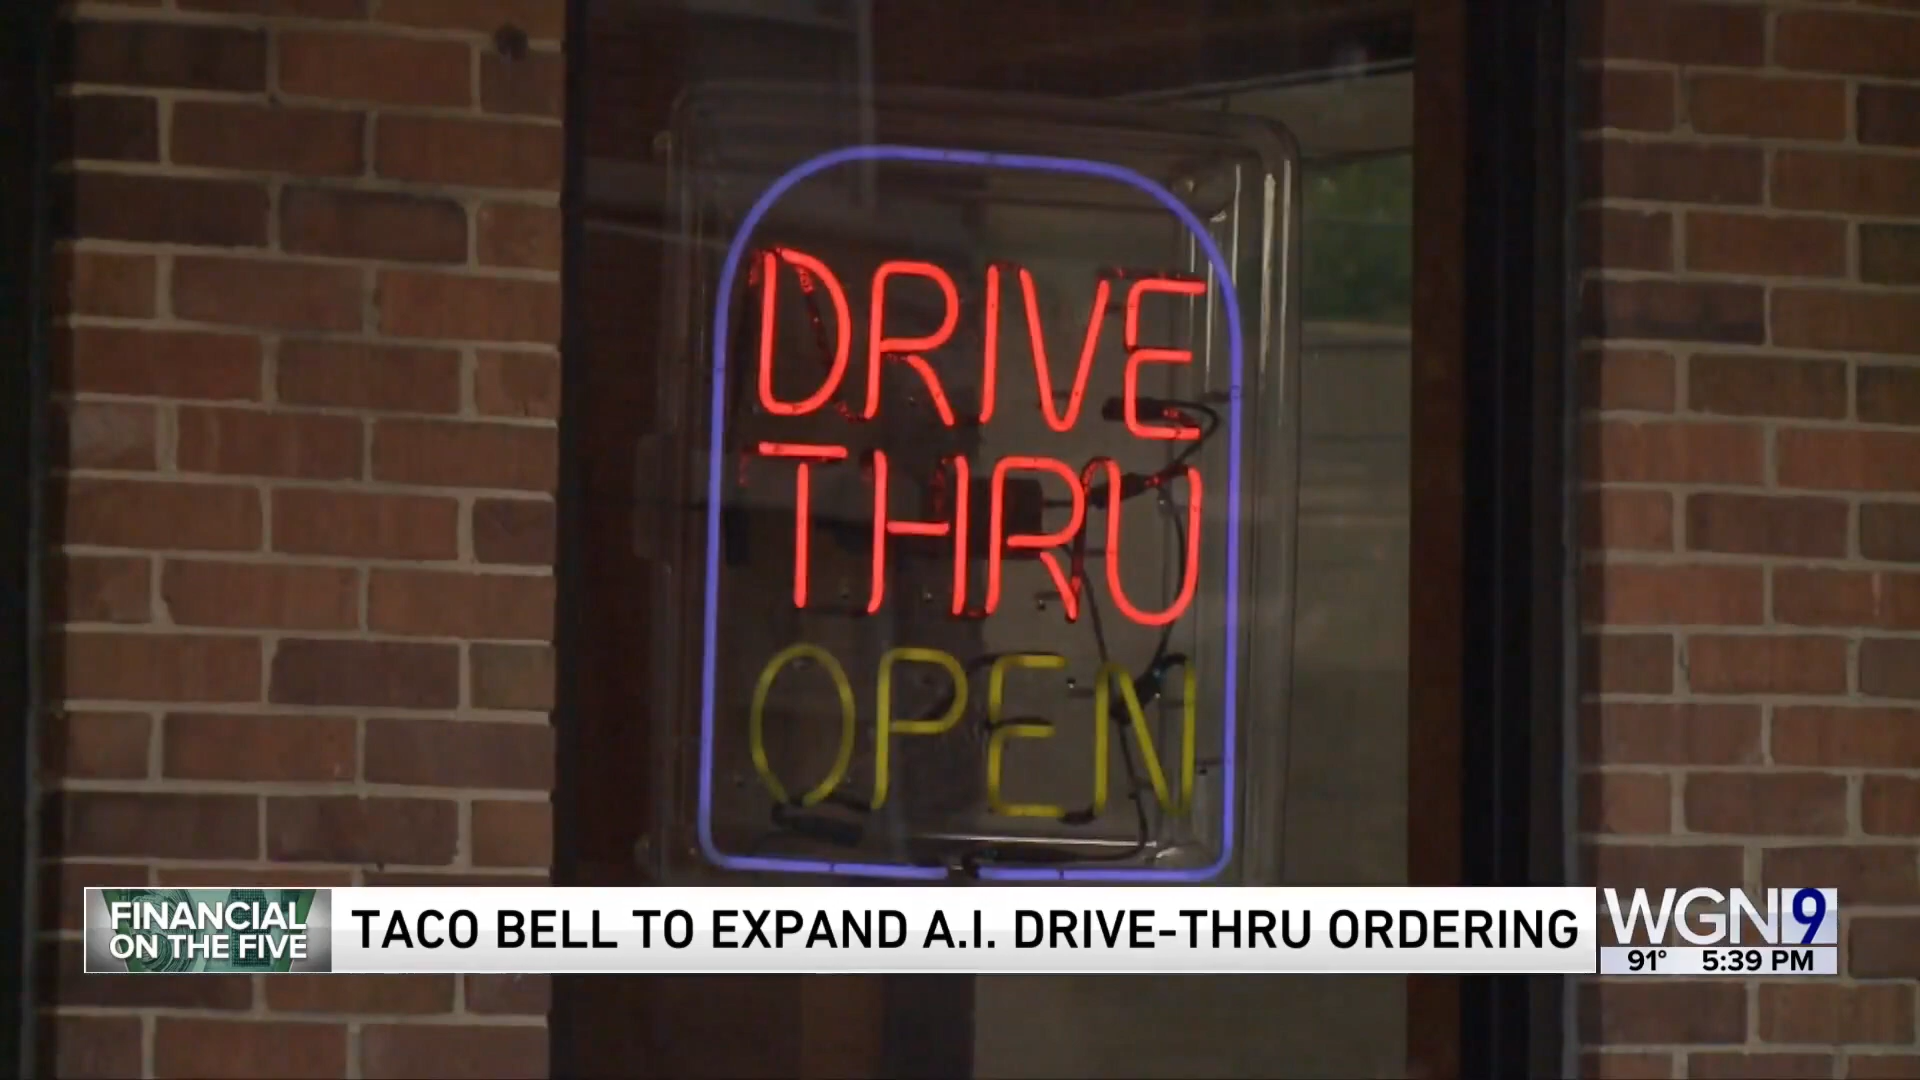 DRIVE
THRU
OPEN
FINANCIAL
ON THE FIVE
TACO BELL TO EXPAND A.I. DRIVE-THRU ORDERING
WGN9
91° 5:39 PM